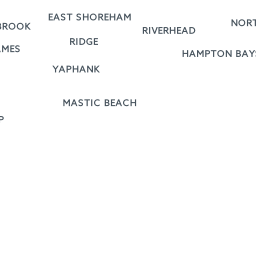 EAST SHOREHAM
NORT
BROOK
RIVERHEAD
RIDGE
AMES
HAMPTON BAYS
YAPHANK
MASTIC BEACH
P